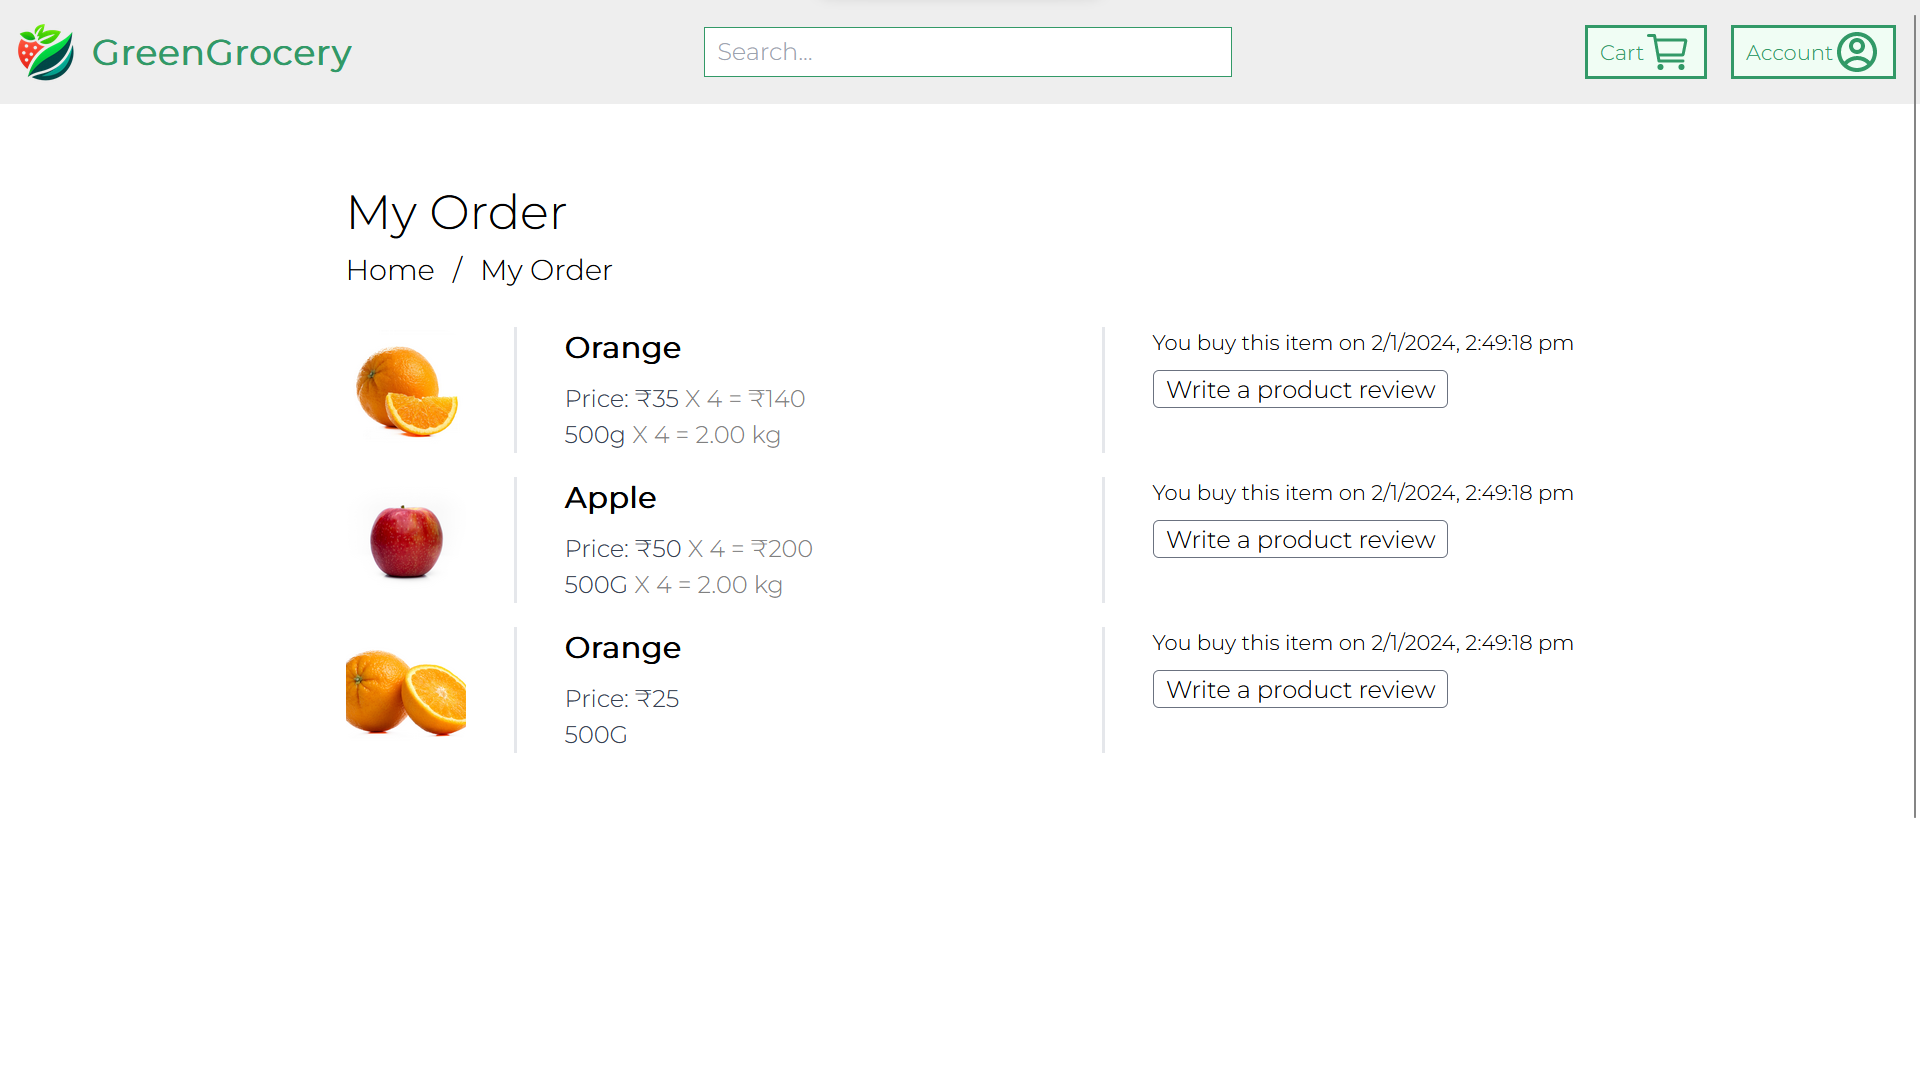 GreenGrocery
Search...
Cart
Account
My Order
Home / My Order
Orange
Price: ₹35 X 4 = ₹140
500g X 4 = 2.00 kg
You buy this item on 2/1/2024, 2:49:18 pm
Write a product review
Apple
Price: ₹50 X 4 = ₹200
500G X 4 = 2.00 kg
You buy this item on 2/1/2024, 2:49:18 pm
Write a product review
Orange
Price: ₹25
500G
You buy this item on 2/1/2024, 2:49:18 pm
Write a product review